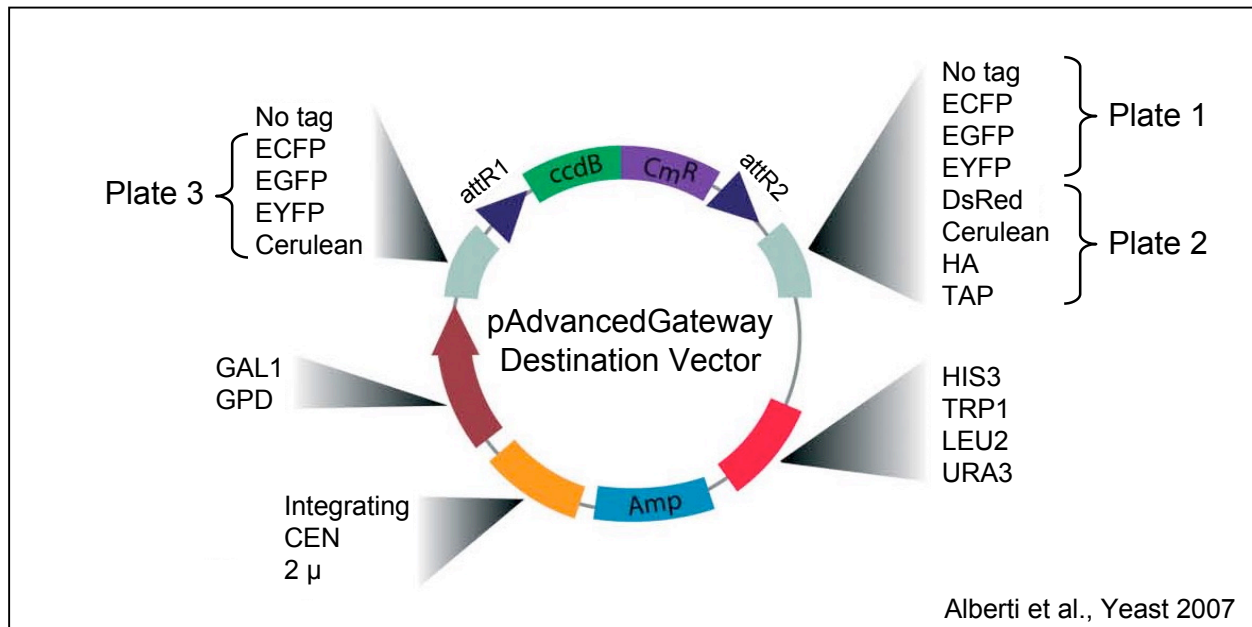 No tag
ECFP
EGFP
EYFP
Cerulean
Plate 3
attR1
ccdB
CmR
attR2
No tag
ECFP
EGFP
EYFP
DsRed
Cerulean
HA
TAP
Plate 1
Plate 2
pAdvancedGateway
Destination Vector
GAL1
GPD
HIS3
TRP1
LEU2
URA3
Integrating
CEN
2 µ
Amp
Alberti et al., Yeast 2007